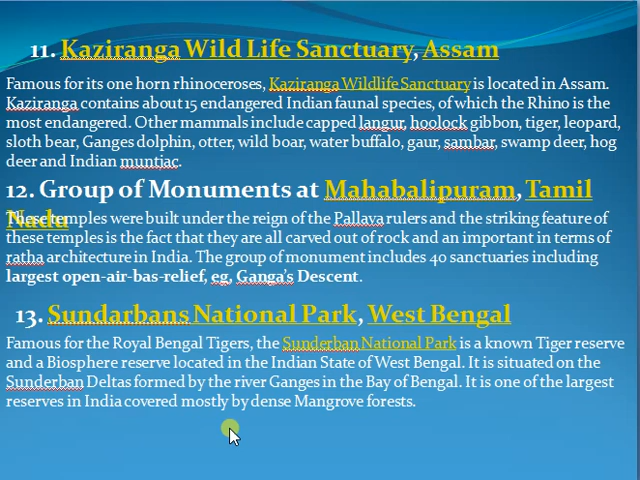 11. Kaziranga Wild Life Sanctuary, Assam
Famous for its one horn rhinoceroses, Kaziranga Wildlife Sanctuary is located in Assam.
Kaziranga contains about 15 endangered Indian faunal species, of which the Rhino is the
most endangered. Other mammals include capped langur, hoolock gibbon, tiger, leopard,
sloth bear, Ganges dolphin, otter, wild boar, water buffalo, gaur, sambar, swamp deer, hog
deer and Indian muntiac.
12. Group of Monuments at Mahabalipuram, Tamil
Nadu
These temples were built under the reign of the Pallava rulers and the striking feature of
these temples is the fact that they are all carved out of rock and an important in terms of
ratha architecture in India. The group of monument includes 40 sanctuaries including
largest open-air-bas-relief, eg, Ganga's Descent.
13. Sundarbans National Park, West Bengal
Famous for the Royal Bengal Tigers, the Sunderban National Park is a known Tiger reserve
and a Biosphere reserve located in the Indian State of West Bengal. It is situated on the
Sunderban Deltas formed by the river Ganges in the Bay of Bengal. It is one of the largest
reserves in India covered mostly by dense Mangrove forests.